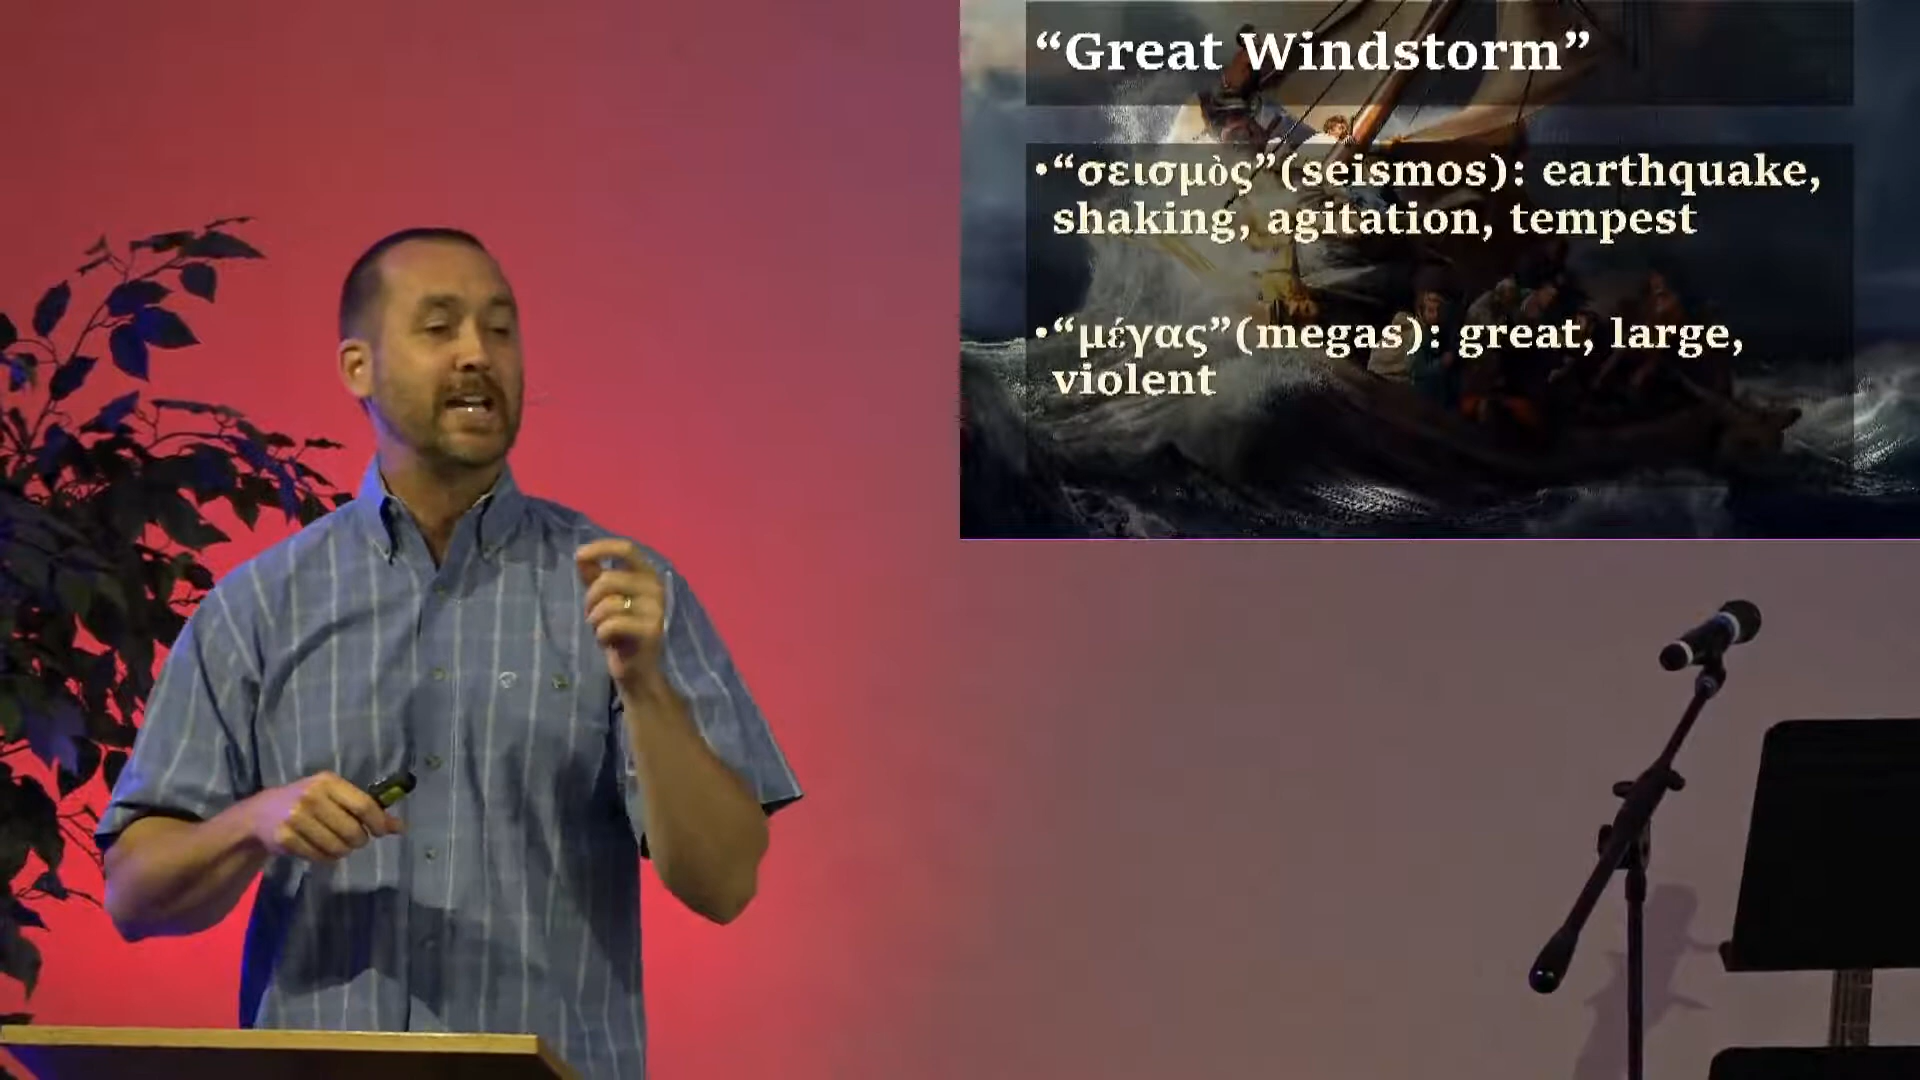 “Great Windstorm”
•“σεισμὸς”(seismos): earthquake,
shaking, agitation, tempest
•“μέγας”(megas): great, large,
violent